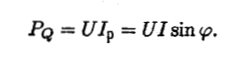 P_Q = UI_p = UI sin φ.